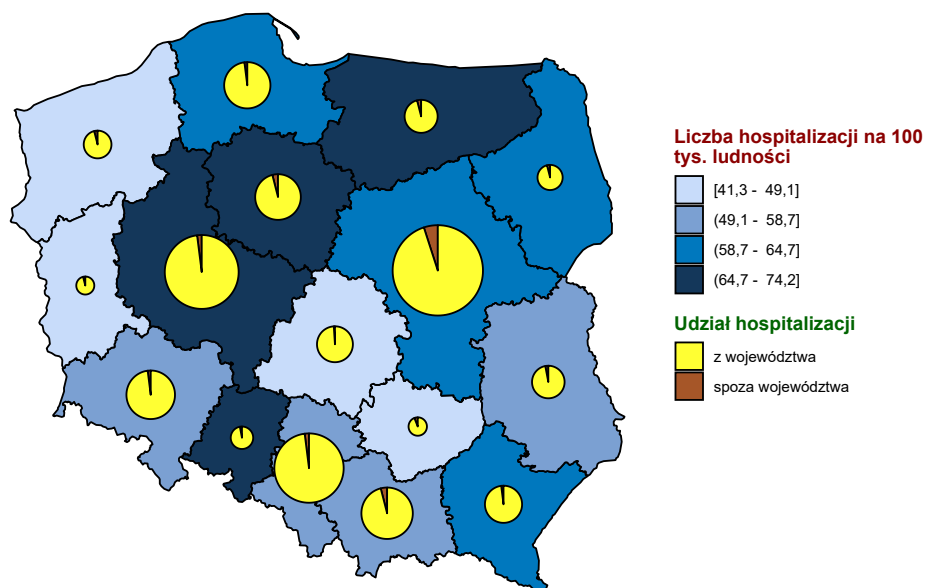 Liczba hospitalizacji na 100
tys. ludności
[41,3 - 49,1]
(49,1 - 58,7]
(58,7 - 64,7]
(64,7 - 74,2]
Udział hospitalizacji
z województwa
spoza województwa